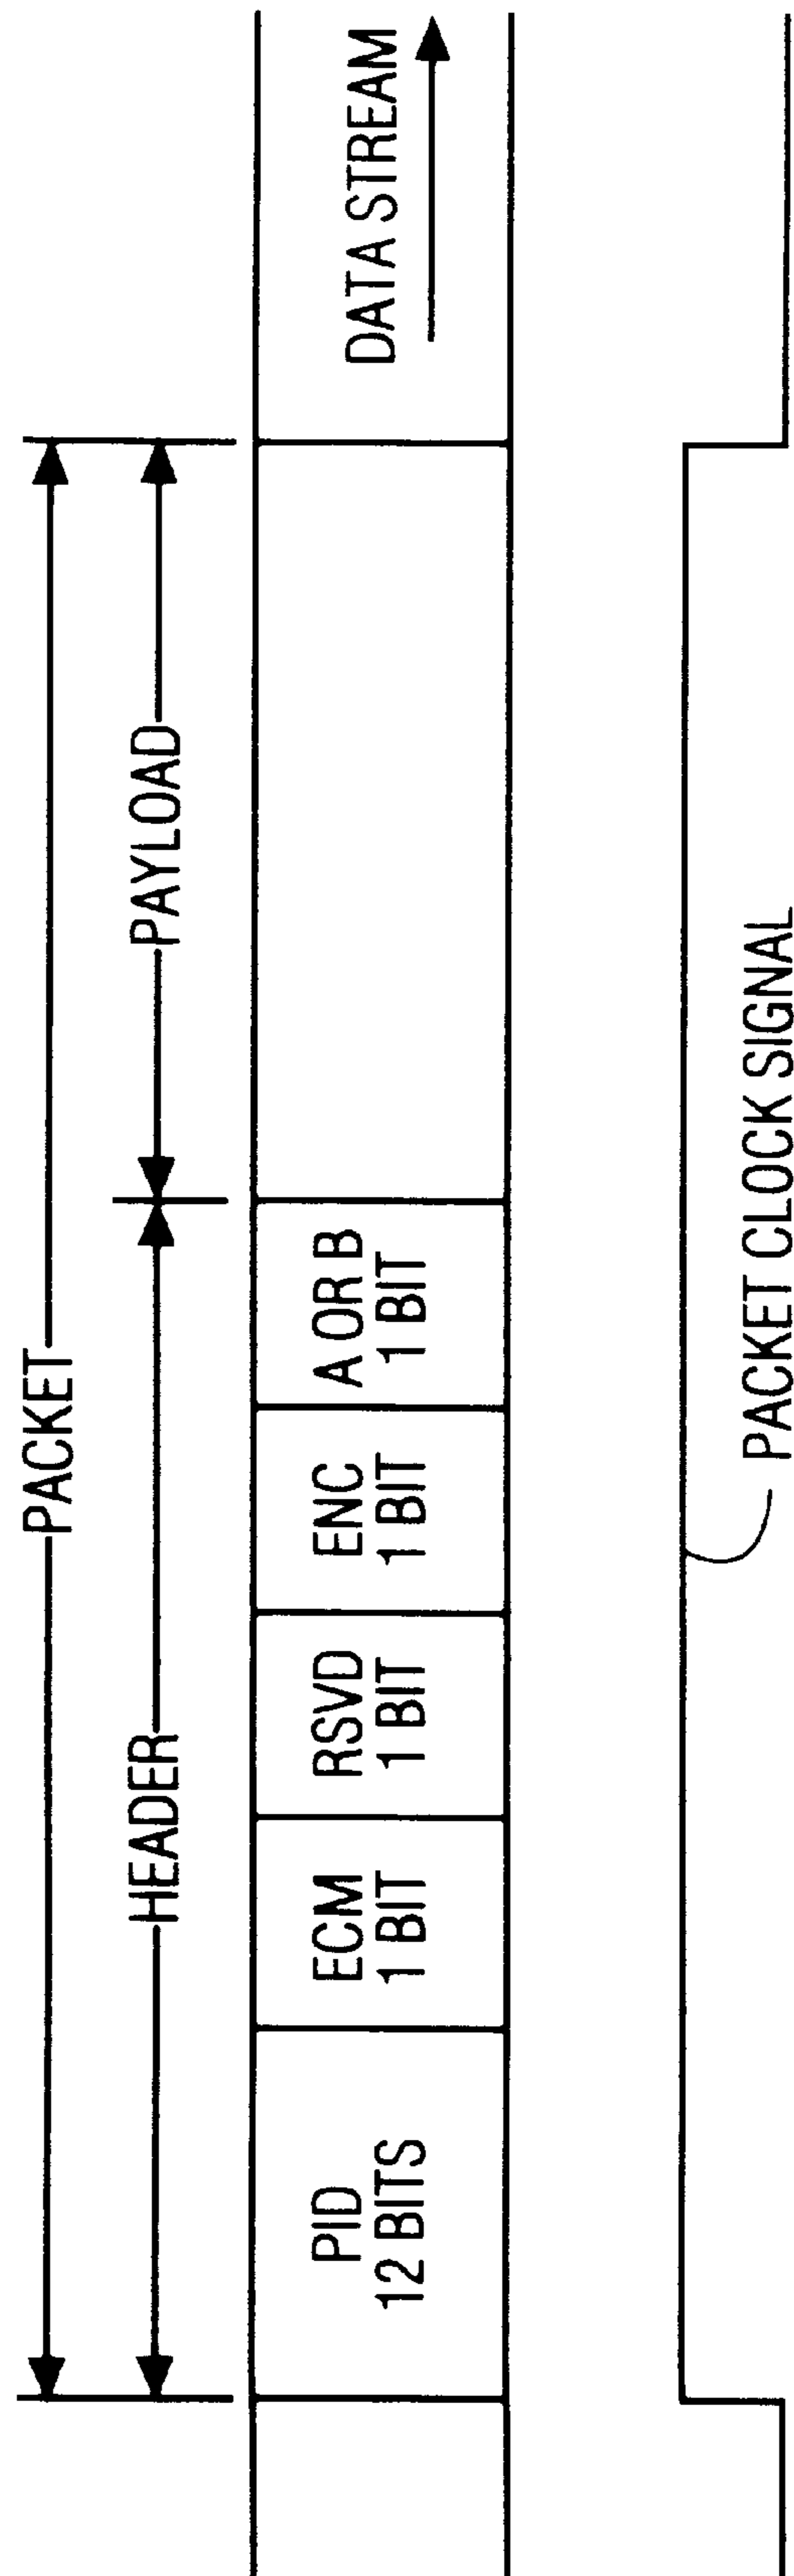 PACKET
HEADER
PAYLOAD
PID
12 BITS
ECM
1 BIT
RSVD
1 BIT
ENC
1 BIT
A OR B
1 BIT
DATA STREAM
PACKET CLOCK SIGNAL